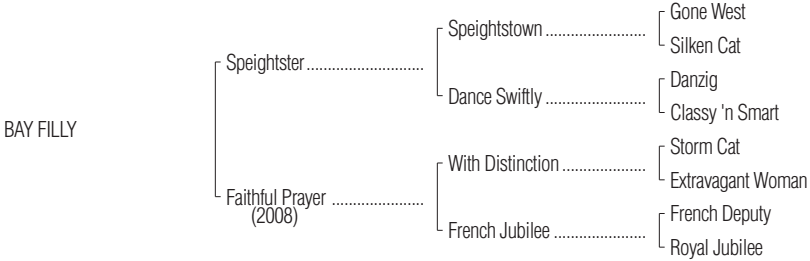 Gone West
Speightstown ........................
Silken Cat
Speightster ............................
Danzig
Dance Swiftly ........................
Classy 'n Smart
BAY FILLY
Storm Cat
With Distinction ....................
Extravagant Woman
Faithful Prayer ......................
(2008)
French Deputy
French Jubilee ......................
Royal Jubilee